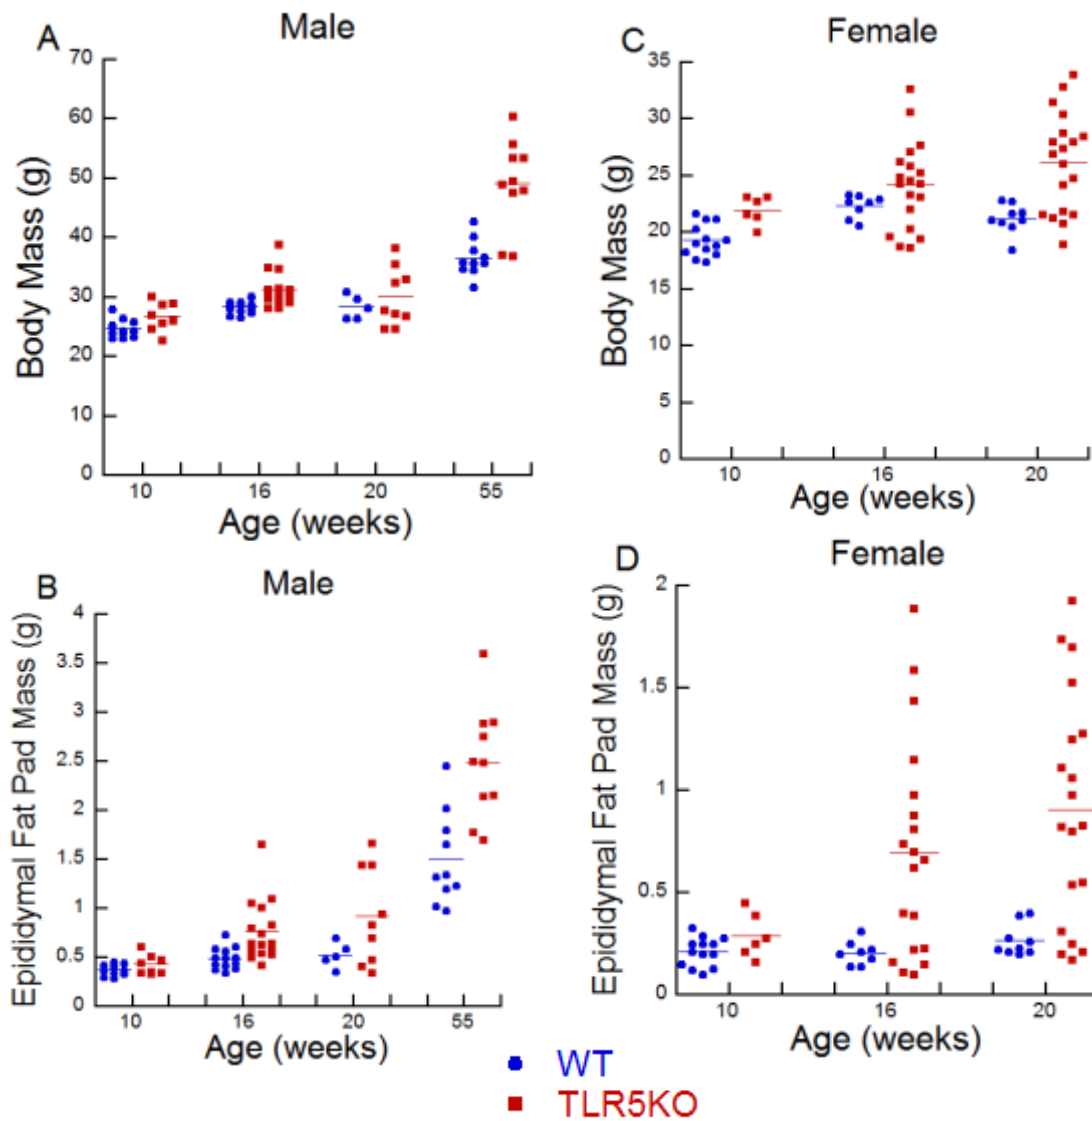 A Male
Body Mass (g)
70
60
50
40
30
20
10
0
10 16 20 55
Age (weeks)
C Female
Body Mass (g)
35
30
25
20
15
10
5
0
10 16 20
Age (weeks)
B Male
Epididymal Fat Pad Mass (g)
4
3.5
3
2.5
2
1.5
1
0.5
0
10 16 20 55
Age (weeks)
D Female
Epididymal Fat Pad Mass (g)
2
1.5
1
0.5
0
10 16 20
Age (weeks)
WT
TLR5KO